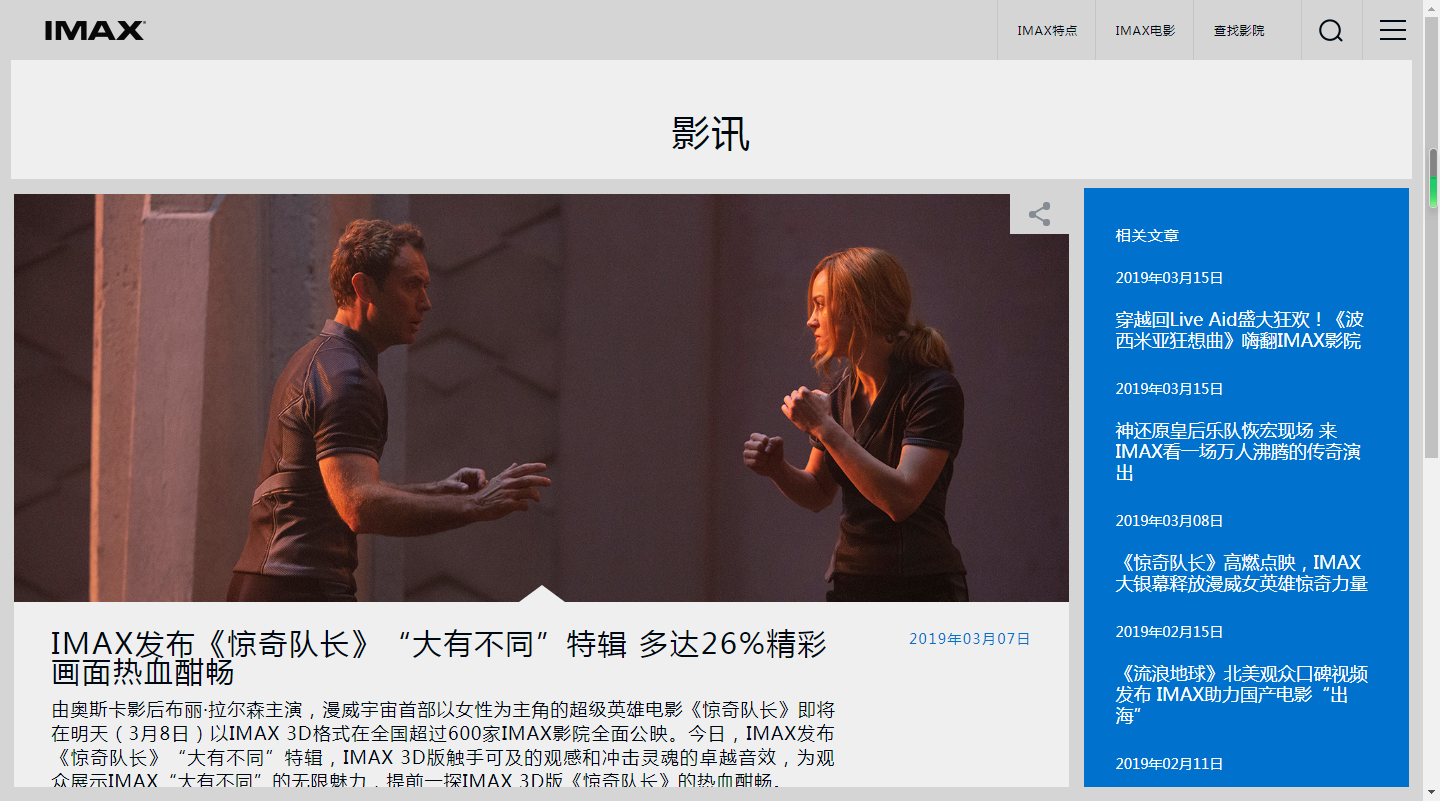 IMAX
IMAX特点
IMAX电影
查找影院
影讯
IMAX发布《惊奇队长》“大有不同”特辑 多达26%精彩
画面热血酣畅
2019年03月07日
由奥斯卡影后布丽·拉尔森主演，漫威宇宙首部以女性为主角的超级英雄电影《惊奇队长》即将
在明天（3月8日）以IMAX 3D格式在全国超过600家IMAX影院全面公映。今日，IMAX发布
《惊奇队长》“大有不同”特辑，IMAX 3D版触手可及的观感和冲击灵魂的卓越音效，为观
众展示IMAX“大有不同”的无限魅力，提前一探IMAX 3D版《惊奇队长》的热血酣畅。
相关文章
2019年03月15日
穿越回Live Aid盛大狂欢！《波
西米亚狂想曲》嗨翻IMAX影院
2019年03月15日
神还原皇后乐队恢宏现场 来
IMAX看一场万人沸腾的传奇演
出
2019年03月08日
《惊奇队长》高燃点映，IMAX
大银幕释放漫威女英雄惊奇力量
2019年02月15日
《流浪地球》北美观众口碑视频
发布 IMAX助力国产电影“出
海”
2019年02月11日